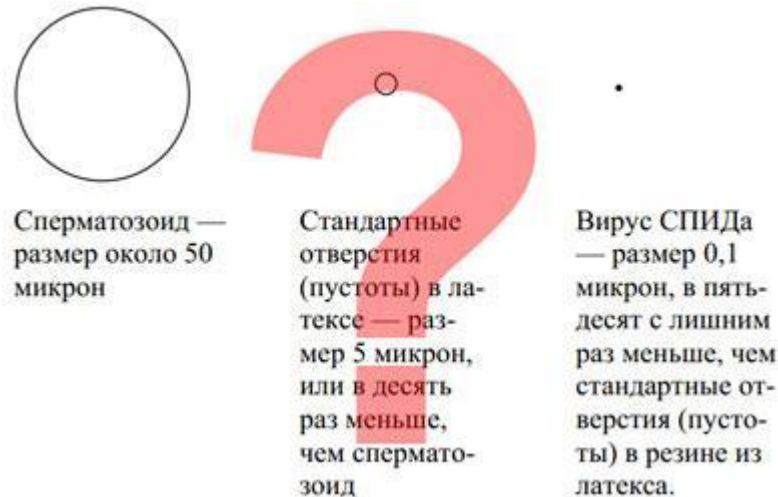 Сперматозоид —
размер около 50
микрон
Стандартные
отверстия
(пустоты) в ла-
тексе — раз-
мер 5 микрон,
или в десять
раз меньше,
чем спермато-
зоид
Вирус СПИДа
— размер 0,1
микрон, в пять-
десят с лишним
раз меньше, чем
стандартные от-
верстия (пусто-
ты) в резине из
латекса.
?